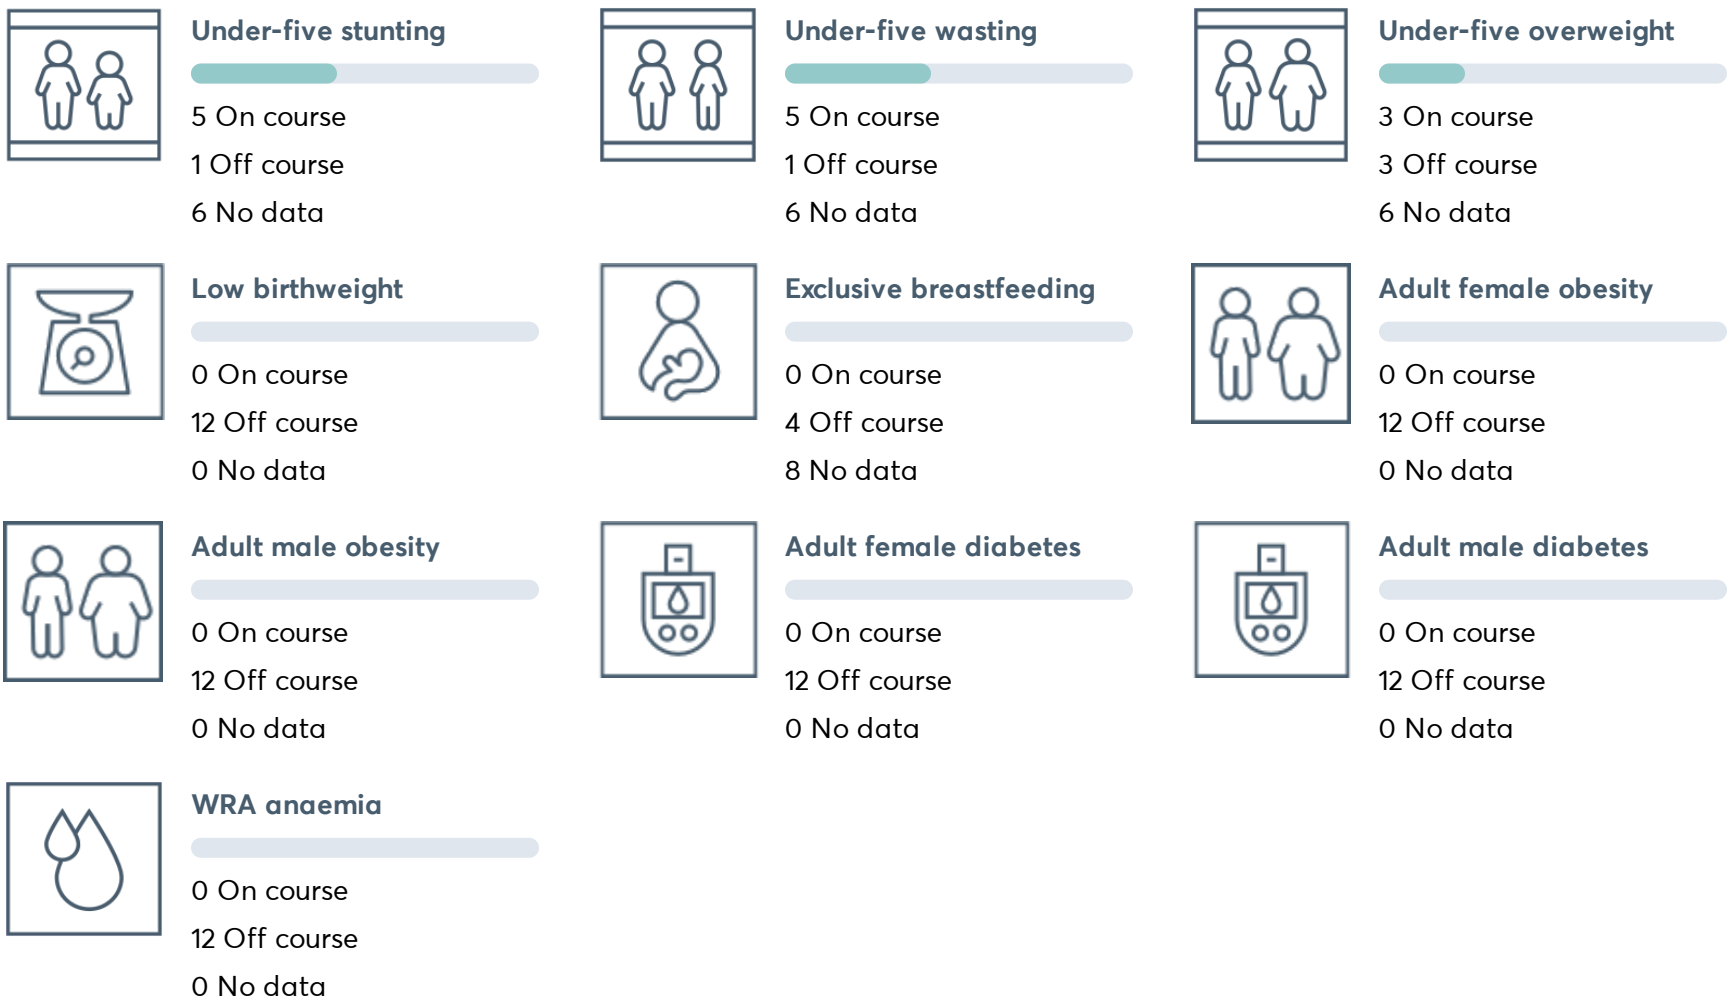 Under-five stunting
5 On course
1 Off course
6 No data
Under-five wasting
5 On course
1 Off course
6 No data
Under-five overweight
3 On course
3 Off course
6 No data
Low birthweight
0 On course
12 Off course
0 No data
Exclusive breastfeeding
0 On course
4 Off course
8 No data
Adult female obesity
0 On course
12 Off course
0 No data
Adult male obesity
0 On course
12 Off course
0 No data
Adult female diabetes
0 On course
12 Off course
0 No data
Adult male diabetes
0 On course
12 Off course
0 No data
WRA anaemia
0 On course
12 Off course
0 No data